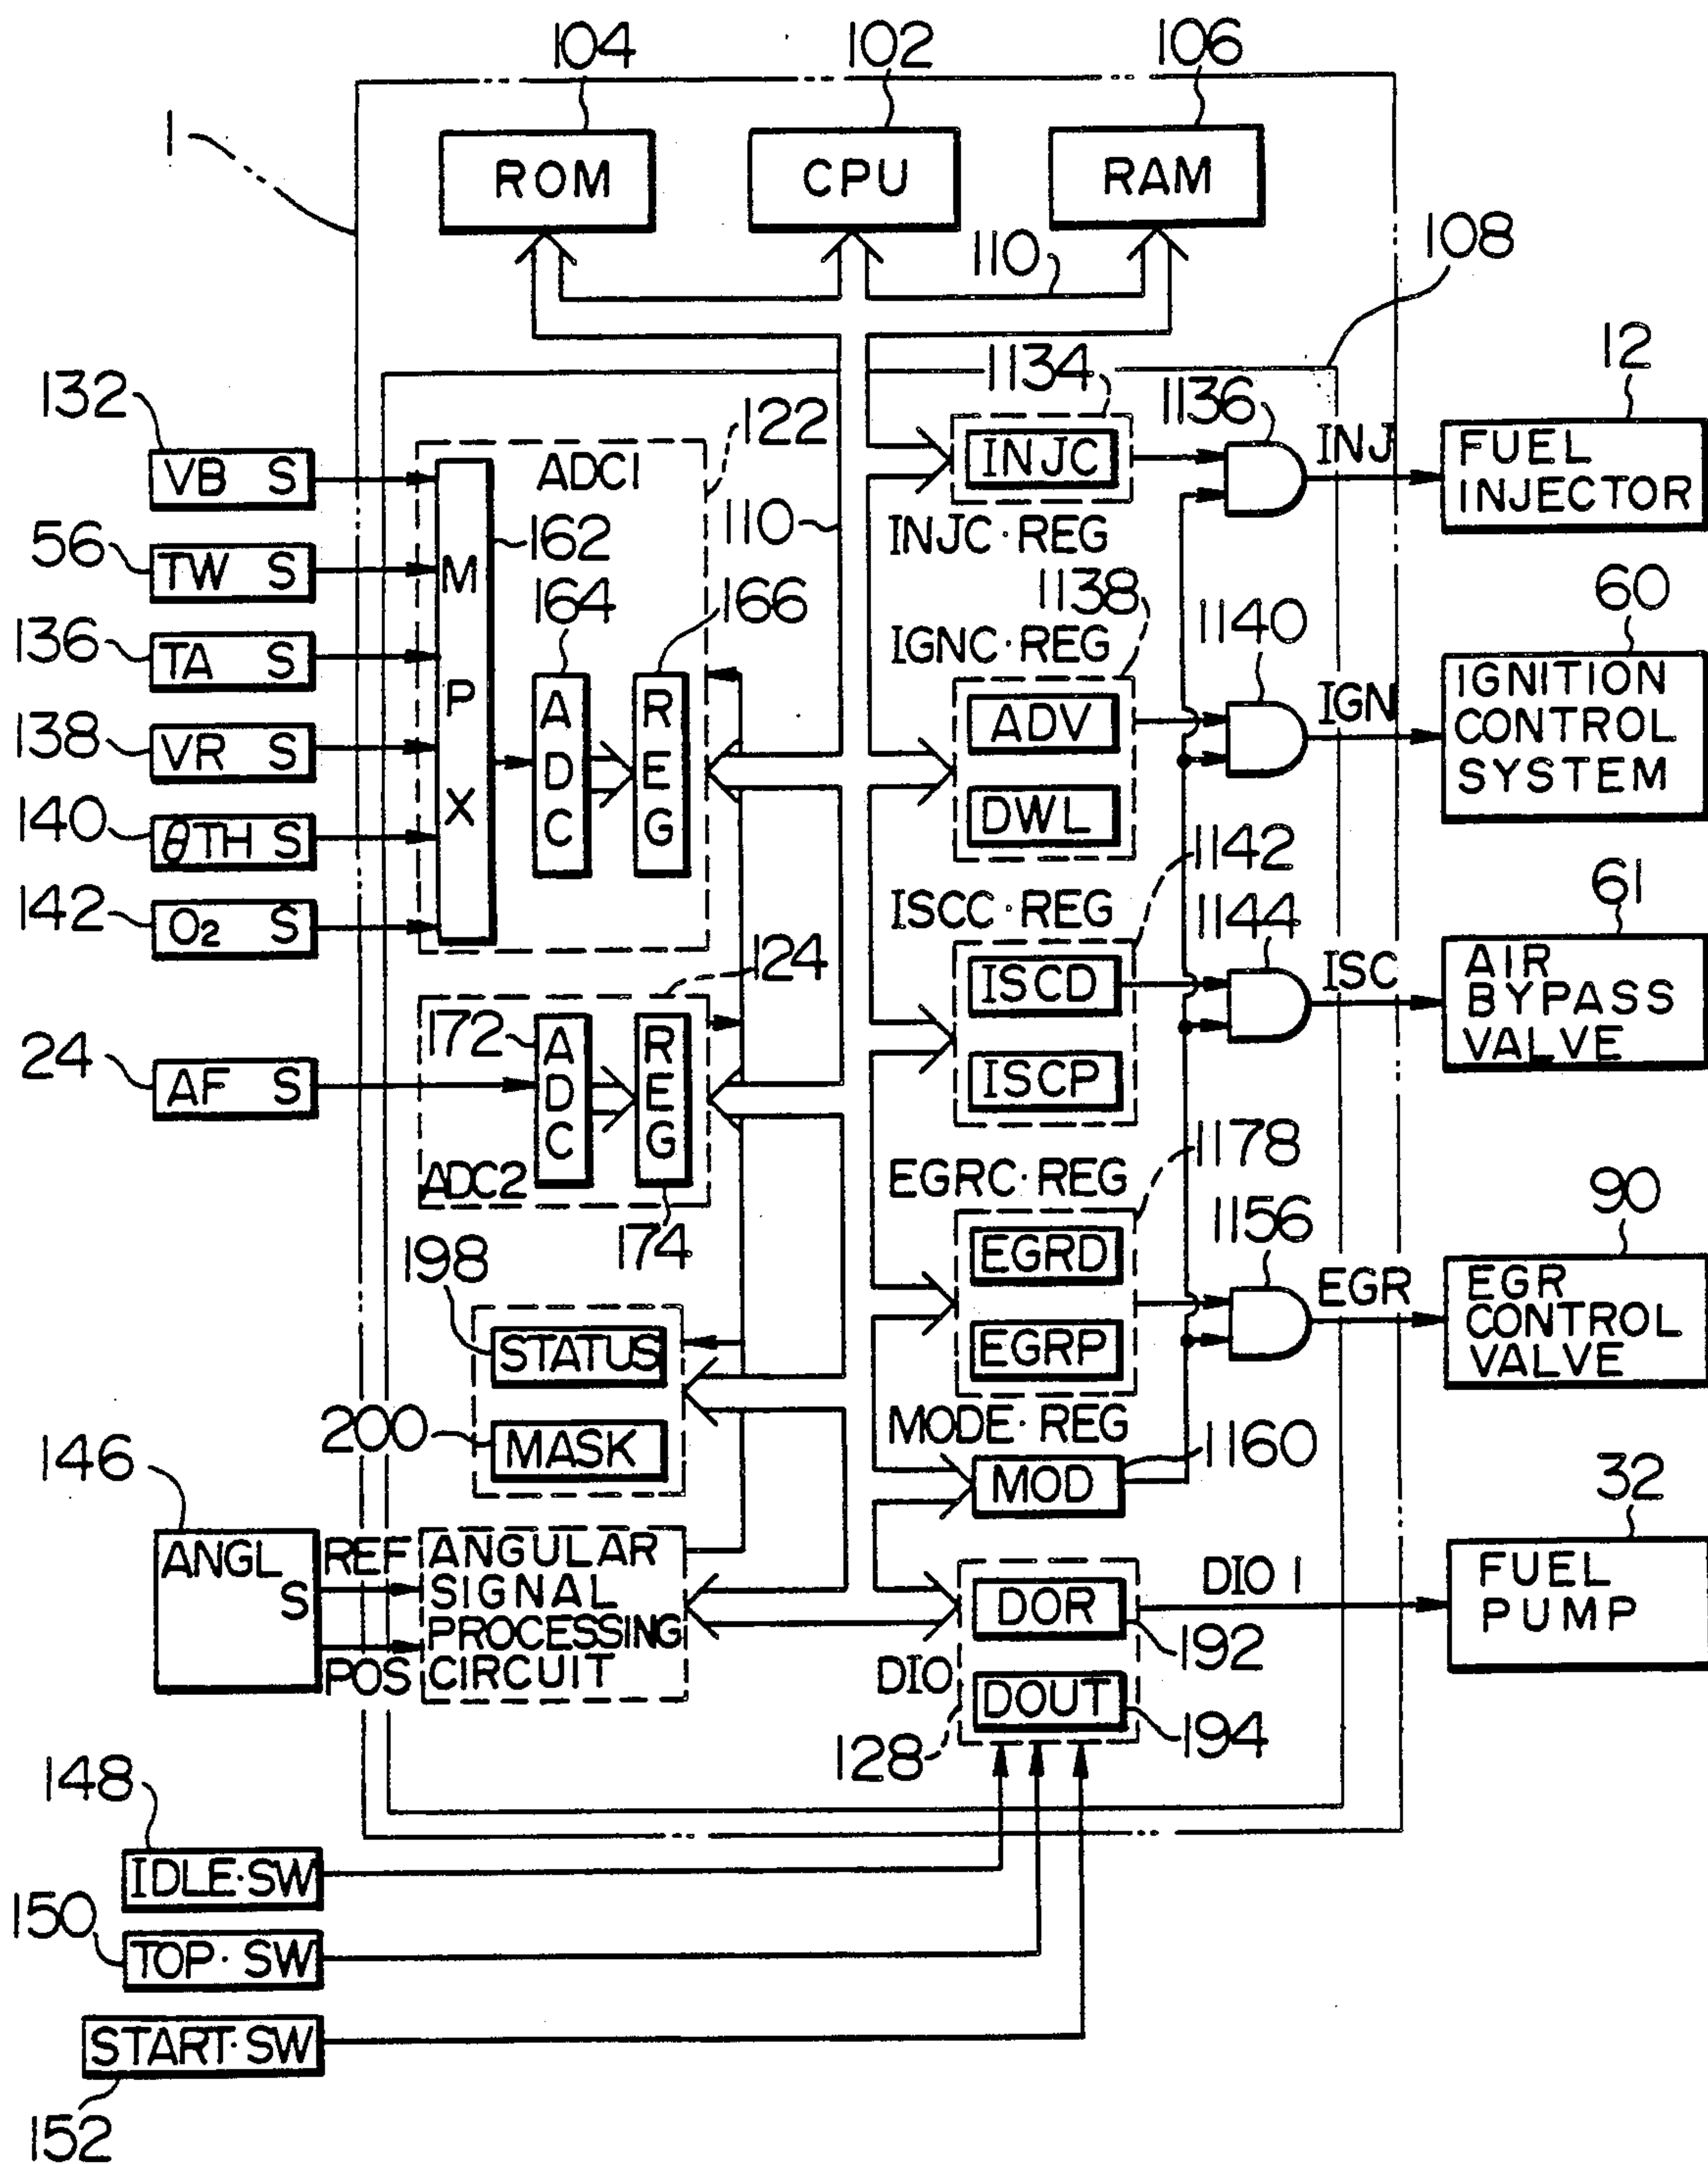 104
102
106
1
ROM
CPU
RAM
110
108
132
VB S
56
TW S
136
TA S
138
VR S
140
θTH S
142
O2 S
24
AF S
122
ADC1
MPX
162
110
164
166
ADC
REG
124
172
ADC
REG
ADC2
174
198
STATUS
200
MASK
146
ANGL
S
REF
POS
ANGULAR
SIGNAL
PROCESSING
CIRCUIT
1134
INJC
INJC·REG
1136
INJ
12
FUEL
INJECTOR
1138
IGNC·REG
ADV
DWL
1140
IGN
60
IGNITION
CONTROL
SYSTEM
1142
ISCC·REG
ISCD
ISCP
1144
ISC
61
AIR
BYPASS
VALVE
1178
EGRC·REG
EGRD
EGRP
1156
EGR
90
EGR
CONTROL
VALVE
MODE·REG
MOD
1160
32
DOR
DIO 1
FUEL
PUMP
192
DIO
DOUT
194
128
148
IDLE·SW
150
TOP·SW
START·SW
152